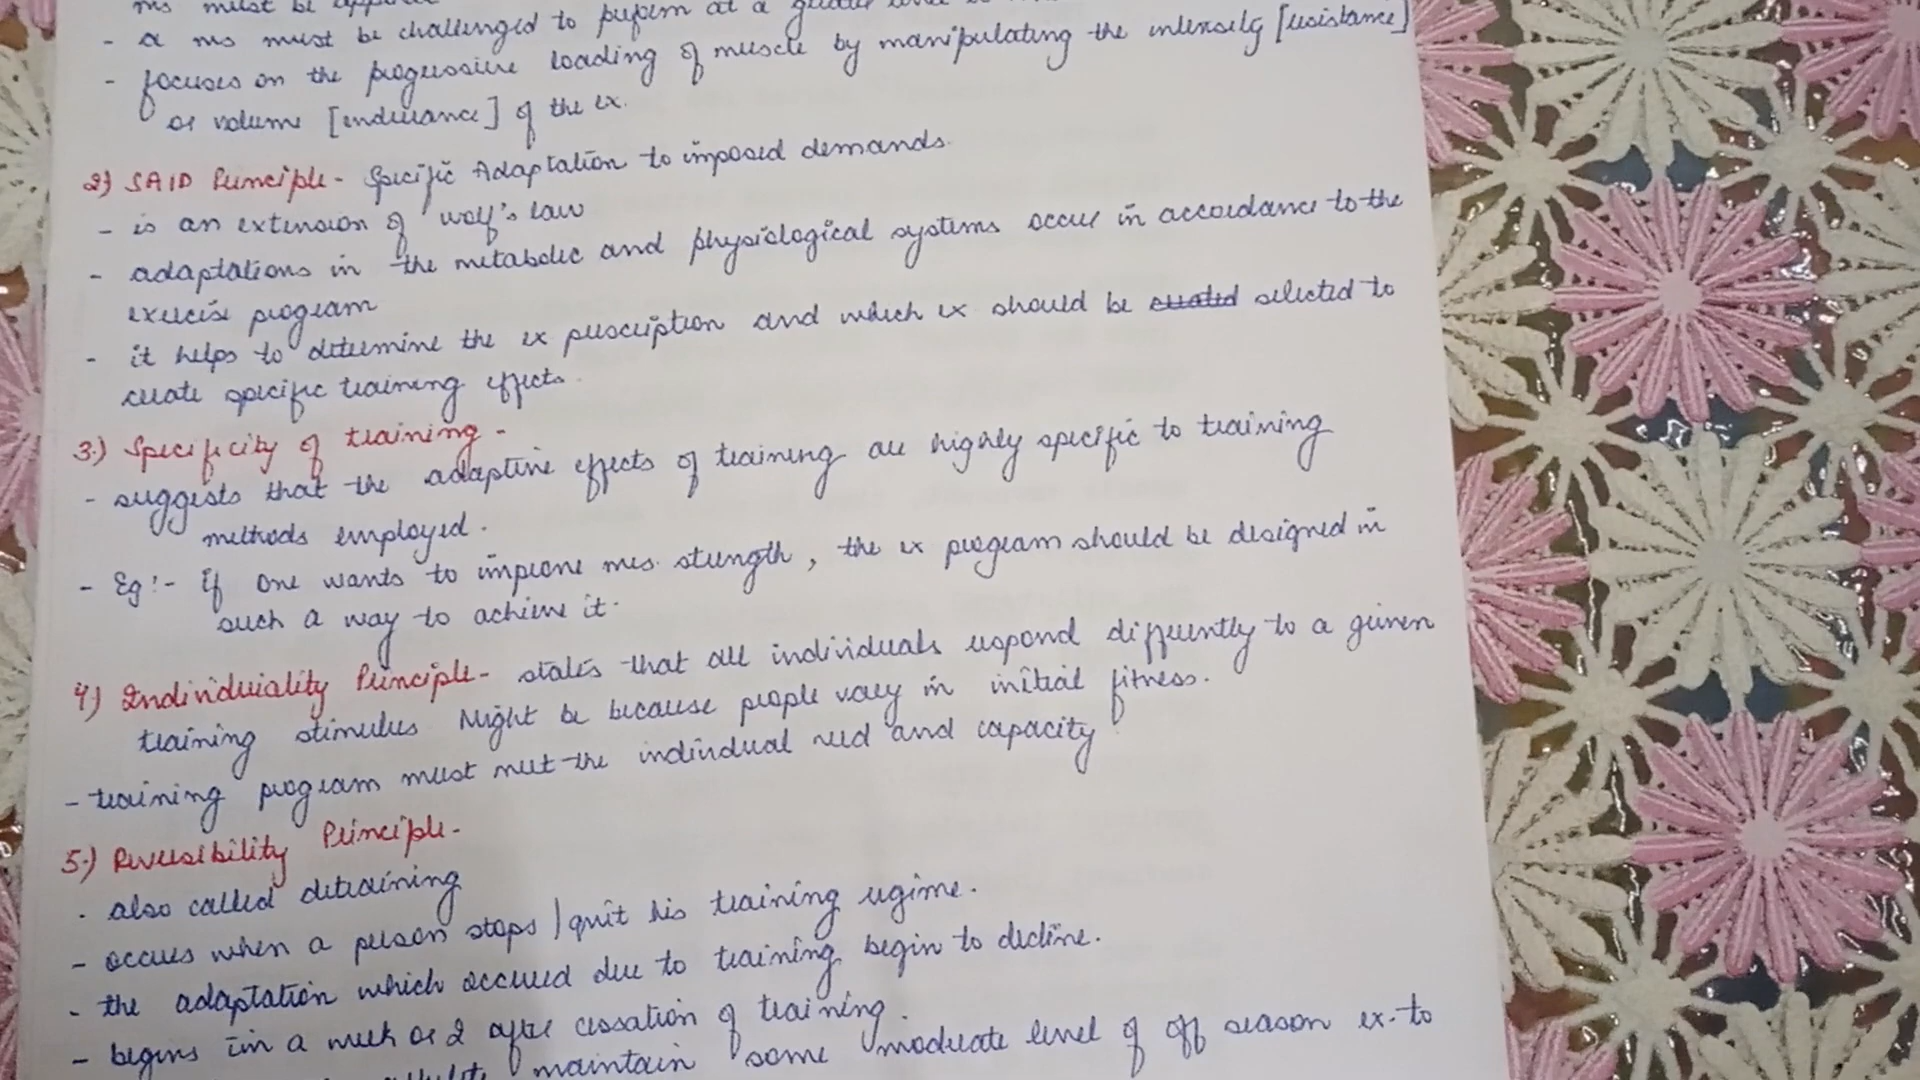 ms must be
- a ms must be challenged to perform at a greater level
- focuses on the progressive loading of muscle by manipulating the intensity [resistance]
or volume [endurance] of the ex.
2) SAID Principle - Specific Adaptation to imposed demands.
- is an extension of wolf's law
- adaptations in the metabolic and physiological systems occur in accordance to the
exercise program
- it helps to determine the ex prescription and which ex should be created selected to
create specific training effects.
3.) Specificity of training -
- suggests that the adaptive effects of training are highly specific to training
methods employed.
- Eg:- If one wants to improve mes. strength, the ex program should be designed in
such a way to achieve it.
4) Individuality Principle - states that all individuals respond differently to a given
training stimulus Might be because people vary in initial fitness.
- training program must meet the individual need and capacity
5.) Reversibility Principle -
. also called detraining
- occurs when a person stops / quit his training regime.
- the adaptation which occured due to training begin to decline.
- begins in a week or 2 after cessation of training.
maintain some moderate level of off season ex. to